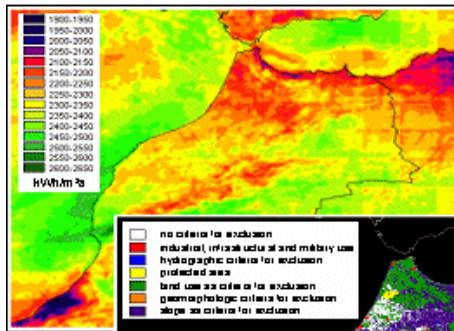 1900-1950
1950-2000
2000-2050
2050-2100
2100-2150
2150-2200
2200-2250
2250-2300
2300-2350
2350-2400
2400-2450
2450-2500
2500-2550
2550-2600
2600-2650
kWh/m²a
no criteria for exclusion
industrial, infrastructural and military use
hydrographic criteria for exclusion
protected area
land use as criteria for exclusion
geomorphologic criteria for exclusion
slope as criteria for exclusion